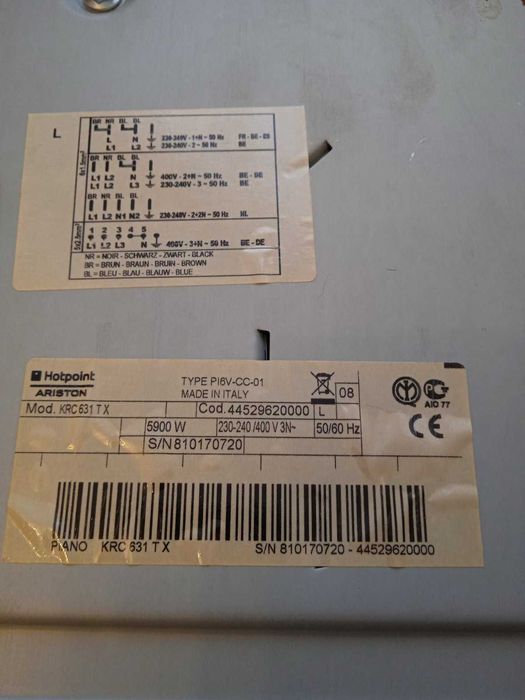 L
BR NR BL BL
L N 230-240V - 1+N ~ 50 Hz FR - BE - ES
L1 L2 230-240V - 2 ~ 50 Hz BE
BR NR BL BL
L1 L2 N 400V - 2+N ~ 50 Hz BE - DE
L1 L2 L3 230-240V - 3 ~ 50 Hz BE
BR NR BL BL
L1 L2 N1 N2 230-240V - 2+2N ~ 50 Hz NL
1 2 3 4 5
L1 L2 L3 N 400V - 3+N ~ 50 Hz BE - DE
5x2.5mm²
NR = NOIR - SCHWARZ - ZWART - BLACK
BR = BRUN - BRAUN - BRUIN - BROWN
BL = BLEU - BLAU - BLAUW - BLUE
Hotpoint
ARISTON
TYPE PI6V-CC-01
MADE IN ITALY
08
Mod. KRC 631 T X
Cod. 44529620000 L
5900 W 230-240 /400 V 3N~ 50/60 Hz
S/N 810170720
AIO 77
CE
PIANO KRC 631 T X S/N 810170720 - 44529620000